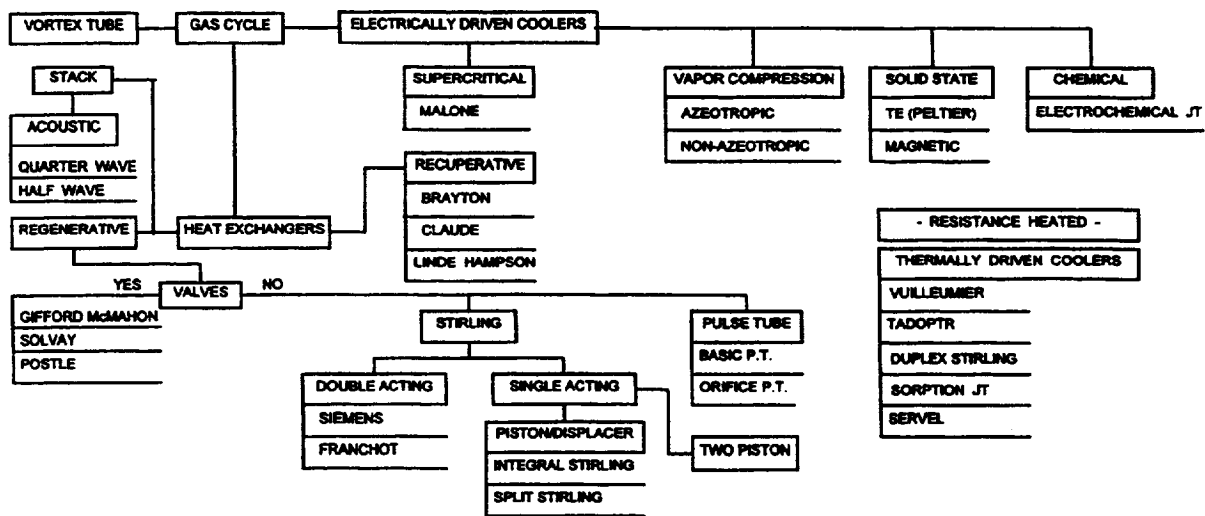 VORTEX TUBE
GAS CYCLE
ELECTRICALLY DRIVEN COOLERS
STACK
ACOUSTIC
QUARTER WAVE
HALF WAVE
REGENERATIVE
HEAT EXCHANGERS
SUPERCRITICAL
MALONE
RECUPERATIVE
BRAYTON
CLAUDE
LINDE HAMPSON
VAPOR COMPRESSION
AZEOTROPIC
NON-AZEOTROPIC
SOLID STATE
TE (PELTIER)
MAGNETIC
CHEMICAL
ELECTROCHEMICAL JT
YES
VALVES
NO
GIFFORD McMAHON
SOLVAY
POSTLE
STIRLING
DOUBLE ACTING
SIEMENS
FRANCHOT
SINGLE ACTING
PISTON/DISPLACER
INTEGRAL STIRLING
SPLIT STIRLING
TWO PISTON
PULSE TUBE
BASIC P.T.
ORIFICE P.T.
- RESISTANCE HEATED -
THERMALLY DRIVEN COOLERS
VUILLEUMIER
TADOPTR
DUPLEX STIRLING
SORPTION JT
SERVEL